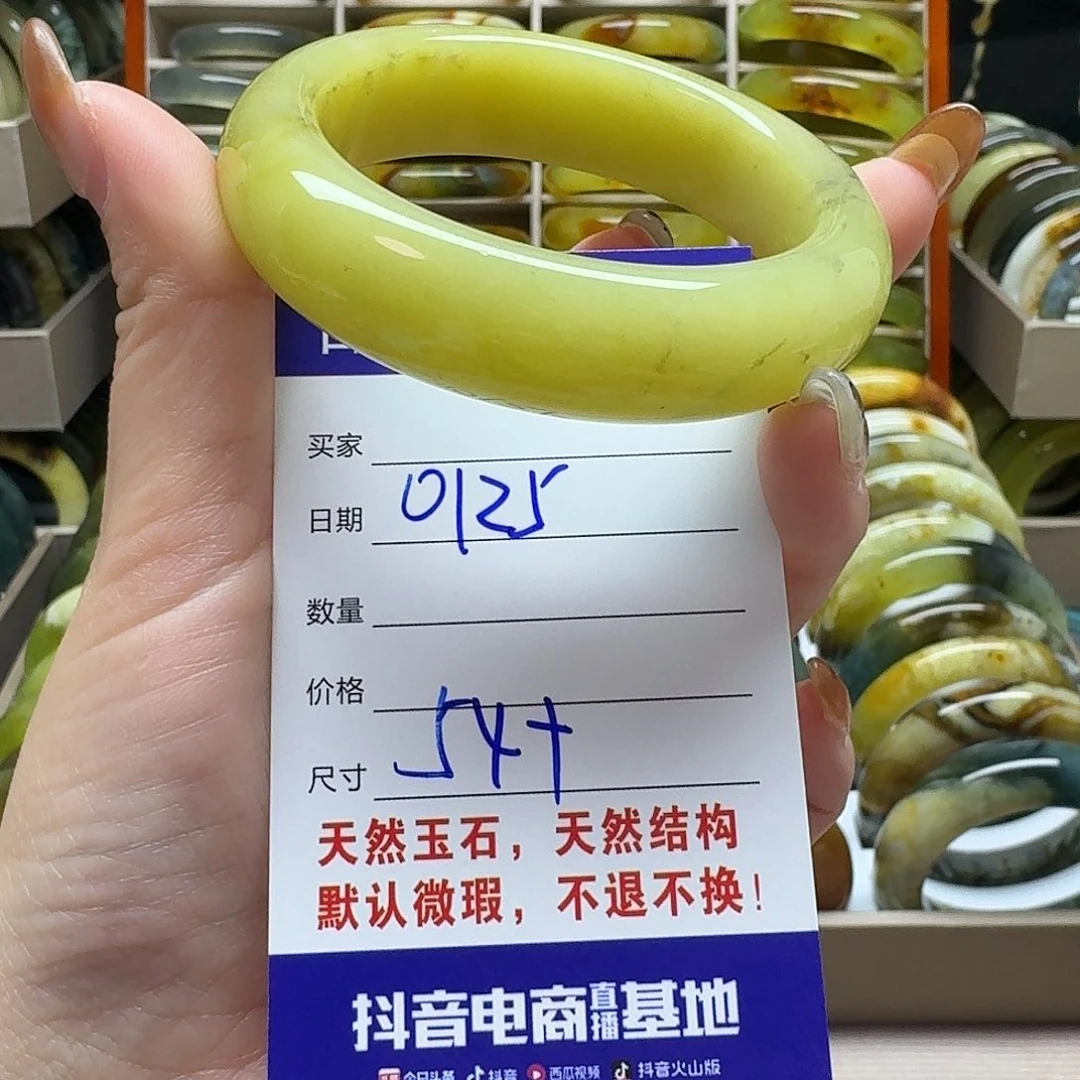 买家
日期 0125
数量
价格
尺寸 54+
天然玉石，天然结构
默认微瑕，不退不换！
抖音电商直播基地
今日头条 抖音 西瓜视频 抖音火山版